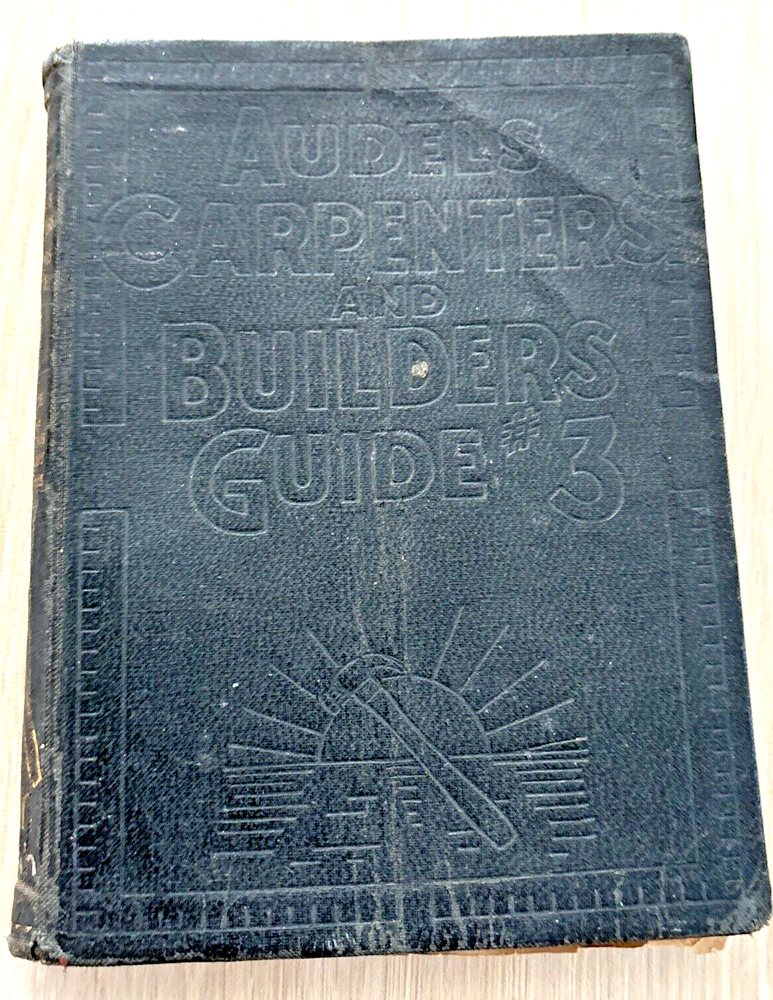 AUDELS
CARPENTERS
AND
BUILDERS
GUIDE #3